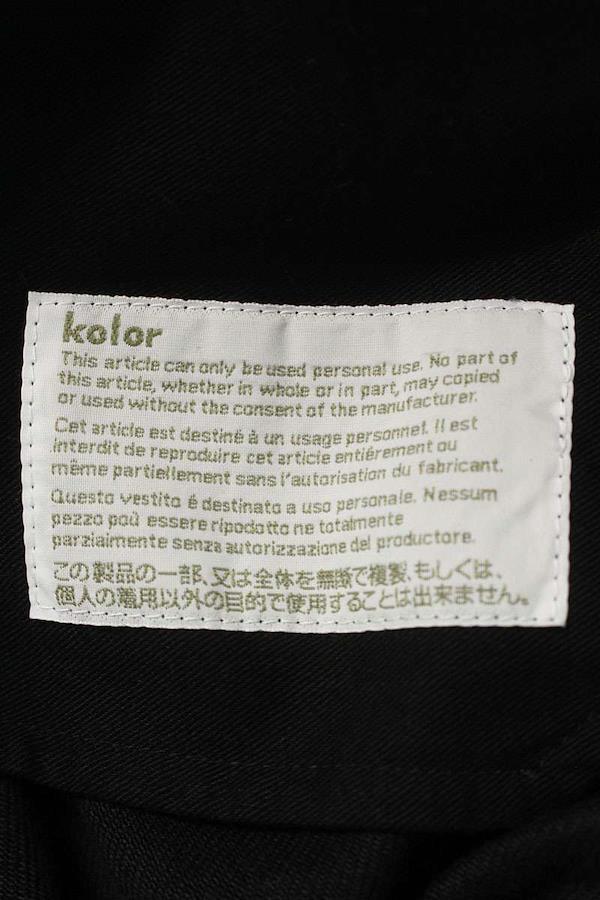 kolor
This article can only be used personal use. No part of
this article, whether in whole or in part, may copied
or used without the consent of the manufacturer.
Cet article est destiné à un usage personnel. Il est
interdit de reproduire cet article entiérement ou
même partiellement sans l'autorisation du fabricant.
Questo vestito é destinato a uso personale. Nessum
pezzo poù essere ripodotto ne totalmente
parzialmente senza autorizzazione del productore.
この製品の一部、又は全体を無断で複製、もしくは、
個人の着用以外の目的で使用することは出来ません。